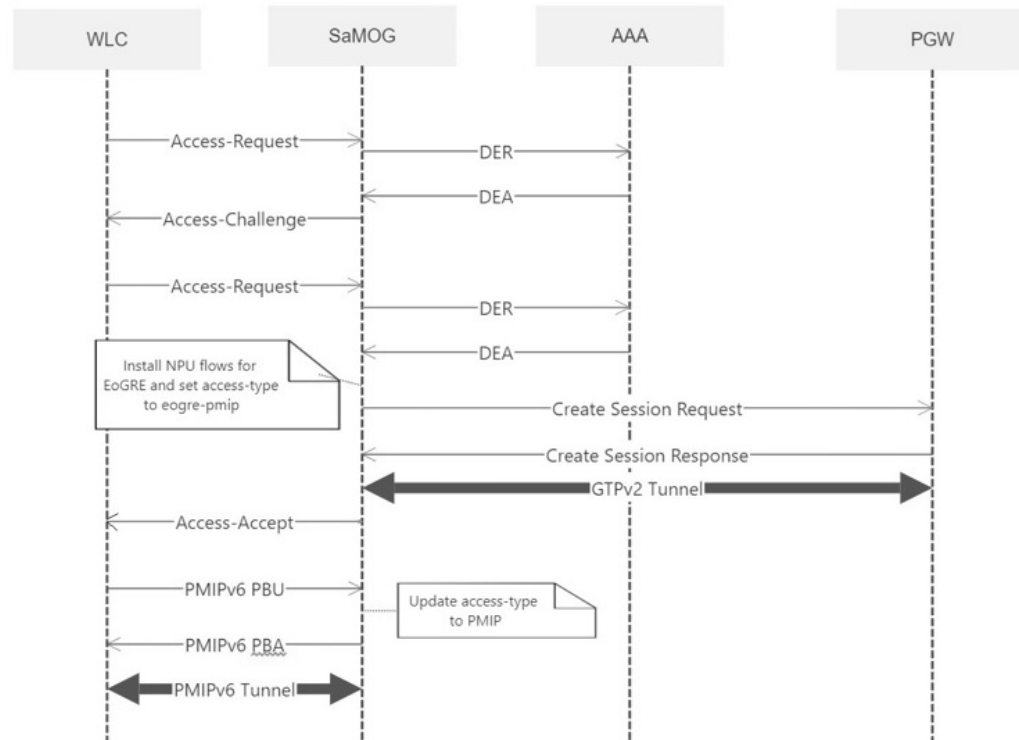 WLC
SaMOG
AAA
PGW
Access-Request
DER
DEA
Access-Challenge
Access-Request
DER
DEA
Install NPU flows for
EoGRE and set access-type
to eogre-pmip
Create Session Request
Create Session Response
GTPv2 Tunnel
Access-Accept
PMIPv6 PBU
Update access-type
to PMIP
PMIPv6 PBA
PMIPv6 Tunnel